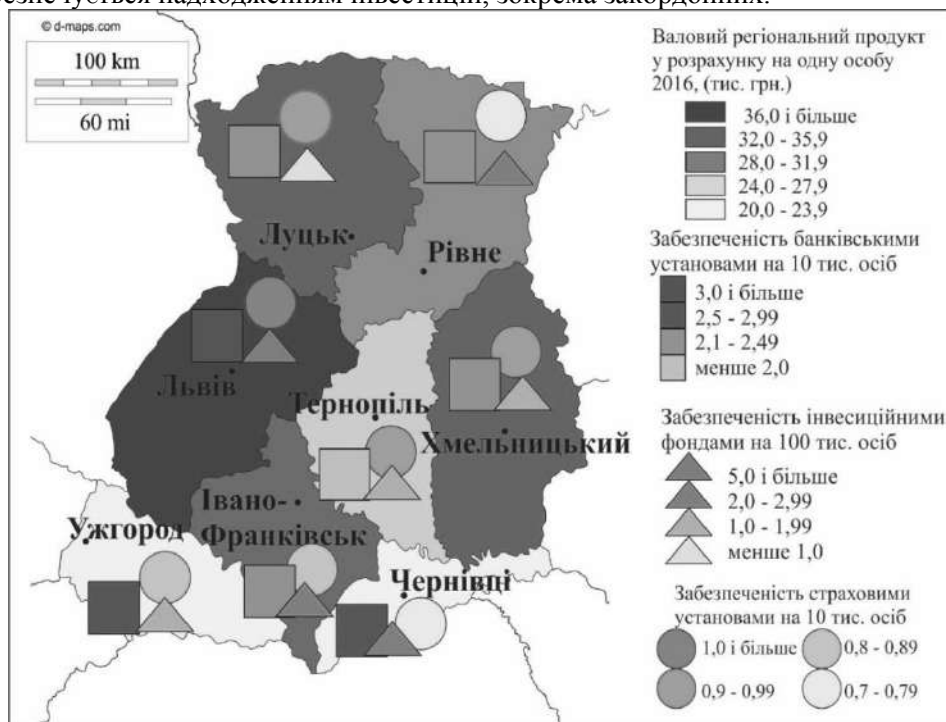 безпечується надходженням інвестицій, зокрема закордонних.
© d-maps.com
100 km
60 mi
Луцьк
Рівне
Львів
Тернопіль
Хмельницький
Івано-
Франківськ
Ужгород
Чернівці
Валовий регіональний продукт
у розрахунку на одну особу
2016, (тис. грн.)
36,0 і більше
32,0 - 35,9
28,0 - 31,9
24,0 - 27,9
20,0 - 23,9
Забезпеченість банківськими
установами на 10 тис. осіб
3,0 і більше
2,5 - 2,99
2,1 - 2,49
менше 2,0
Забезпеченість інвесиційними
фондами на 100 тис. осіб
5,0 і більше
2,0 - 2,99
1,0 - 1,99
менше 1,0
Забезпеченість страховими
установами на 10 тис. осіб
1,0 і більше
0,8 - 0,89
0,9 - 0,99
0,7 - 0,79